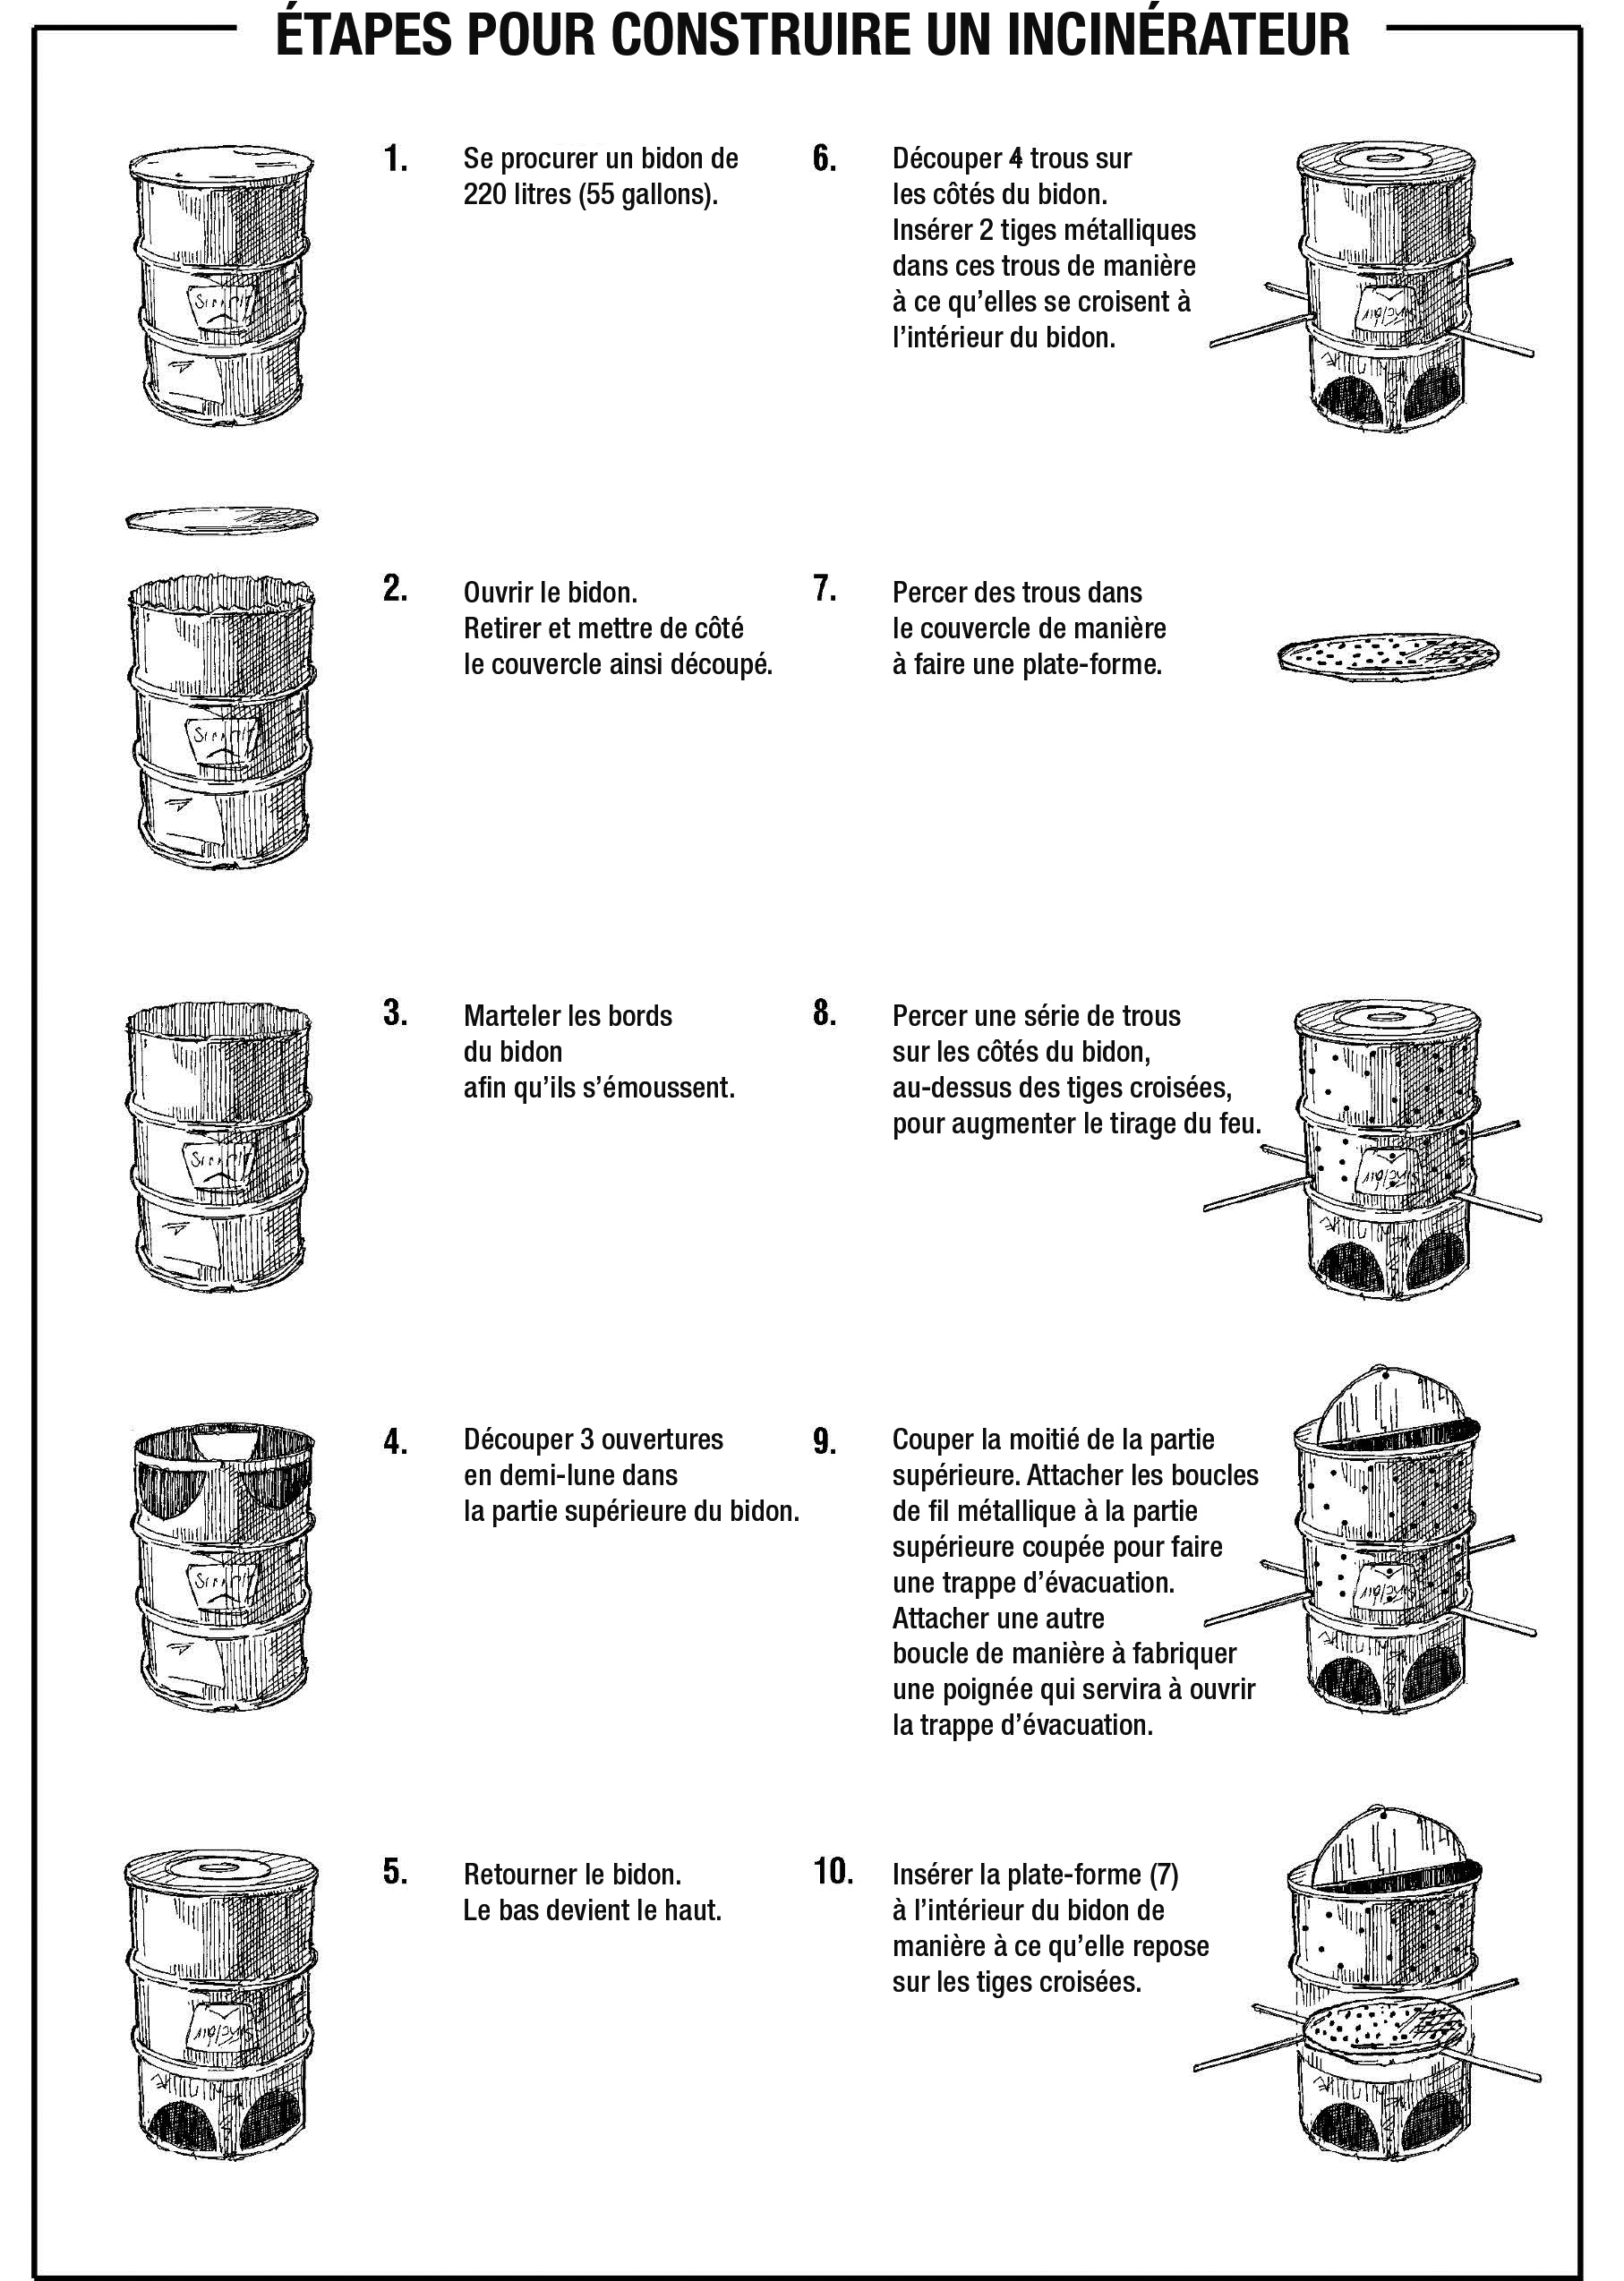 ÉTAPES POUR CONSTRUIRE UN INCINÉRATEUR
1. Se procurer un bidon de
220 litres (55 gallons).
2. Ouvrir le bidon.
Retirer et mettre de côté
le couvercle ainsi découpé.
3. Marteler les bords
du bidon
afin qu’ils s’émoussent.
4. Découper 3 ouvertures
en demi-lune dans
la partie supérieure du bidon.
5. Retourner le bidon.
Le bas devient le haut.
6. Découper 4 trous sur
les côtés du bidon.
Insérer 2 tiges métalliques
dans ces trous de manière
à ce qu’elles se croisent à
l’intérieur du bidon.
7. Percer des trous dans
le couvercle de manière
à faire une plate-forme.
8. Percer une série de trous
sur les côtés du bidon,
au-dessus des tiges croisées,
pour augmenter le tirage du feu.
9. Couper la moitié de la partie
supérieure. Attacher les boucles
de fil métallique à la partie
supérieure coupée pour faire
une trappe d’évacuation.
Attacher une autre
boucle de manière à fabriquer
une poignée qui servira à ouvrir
la trappe d’évacuation.
10. Insérer la plate-forme (7)
à l’intérieur du bidon de
manière à ce qu’elle repose
sur les tiges croisées.